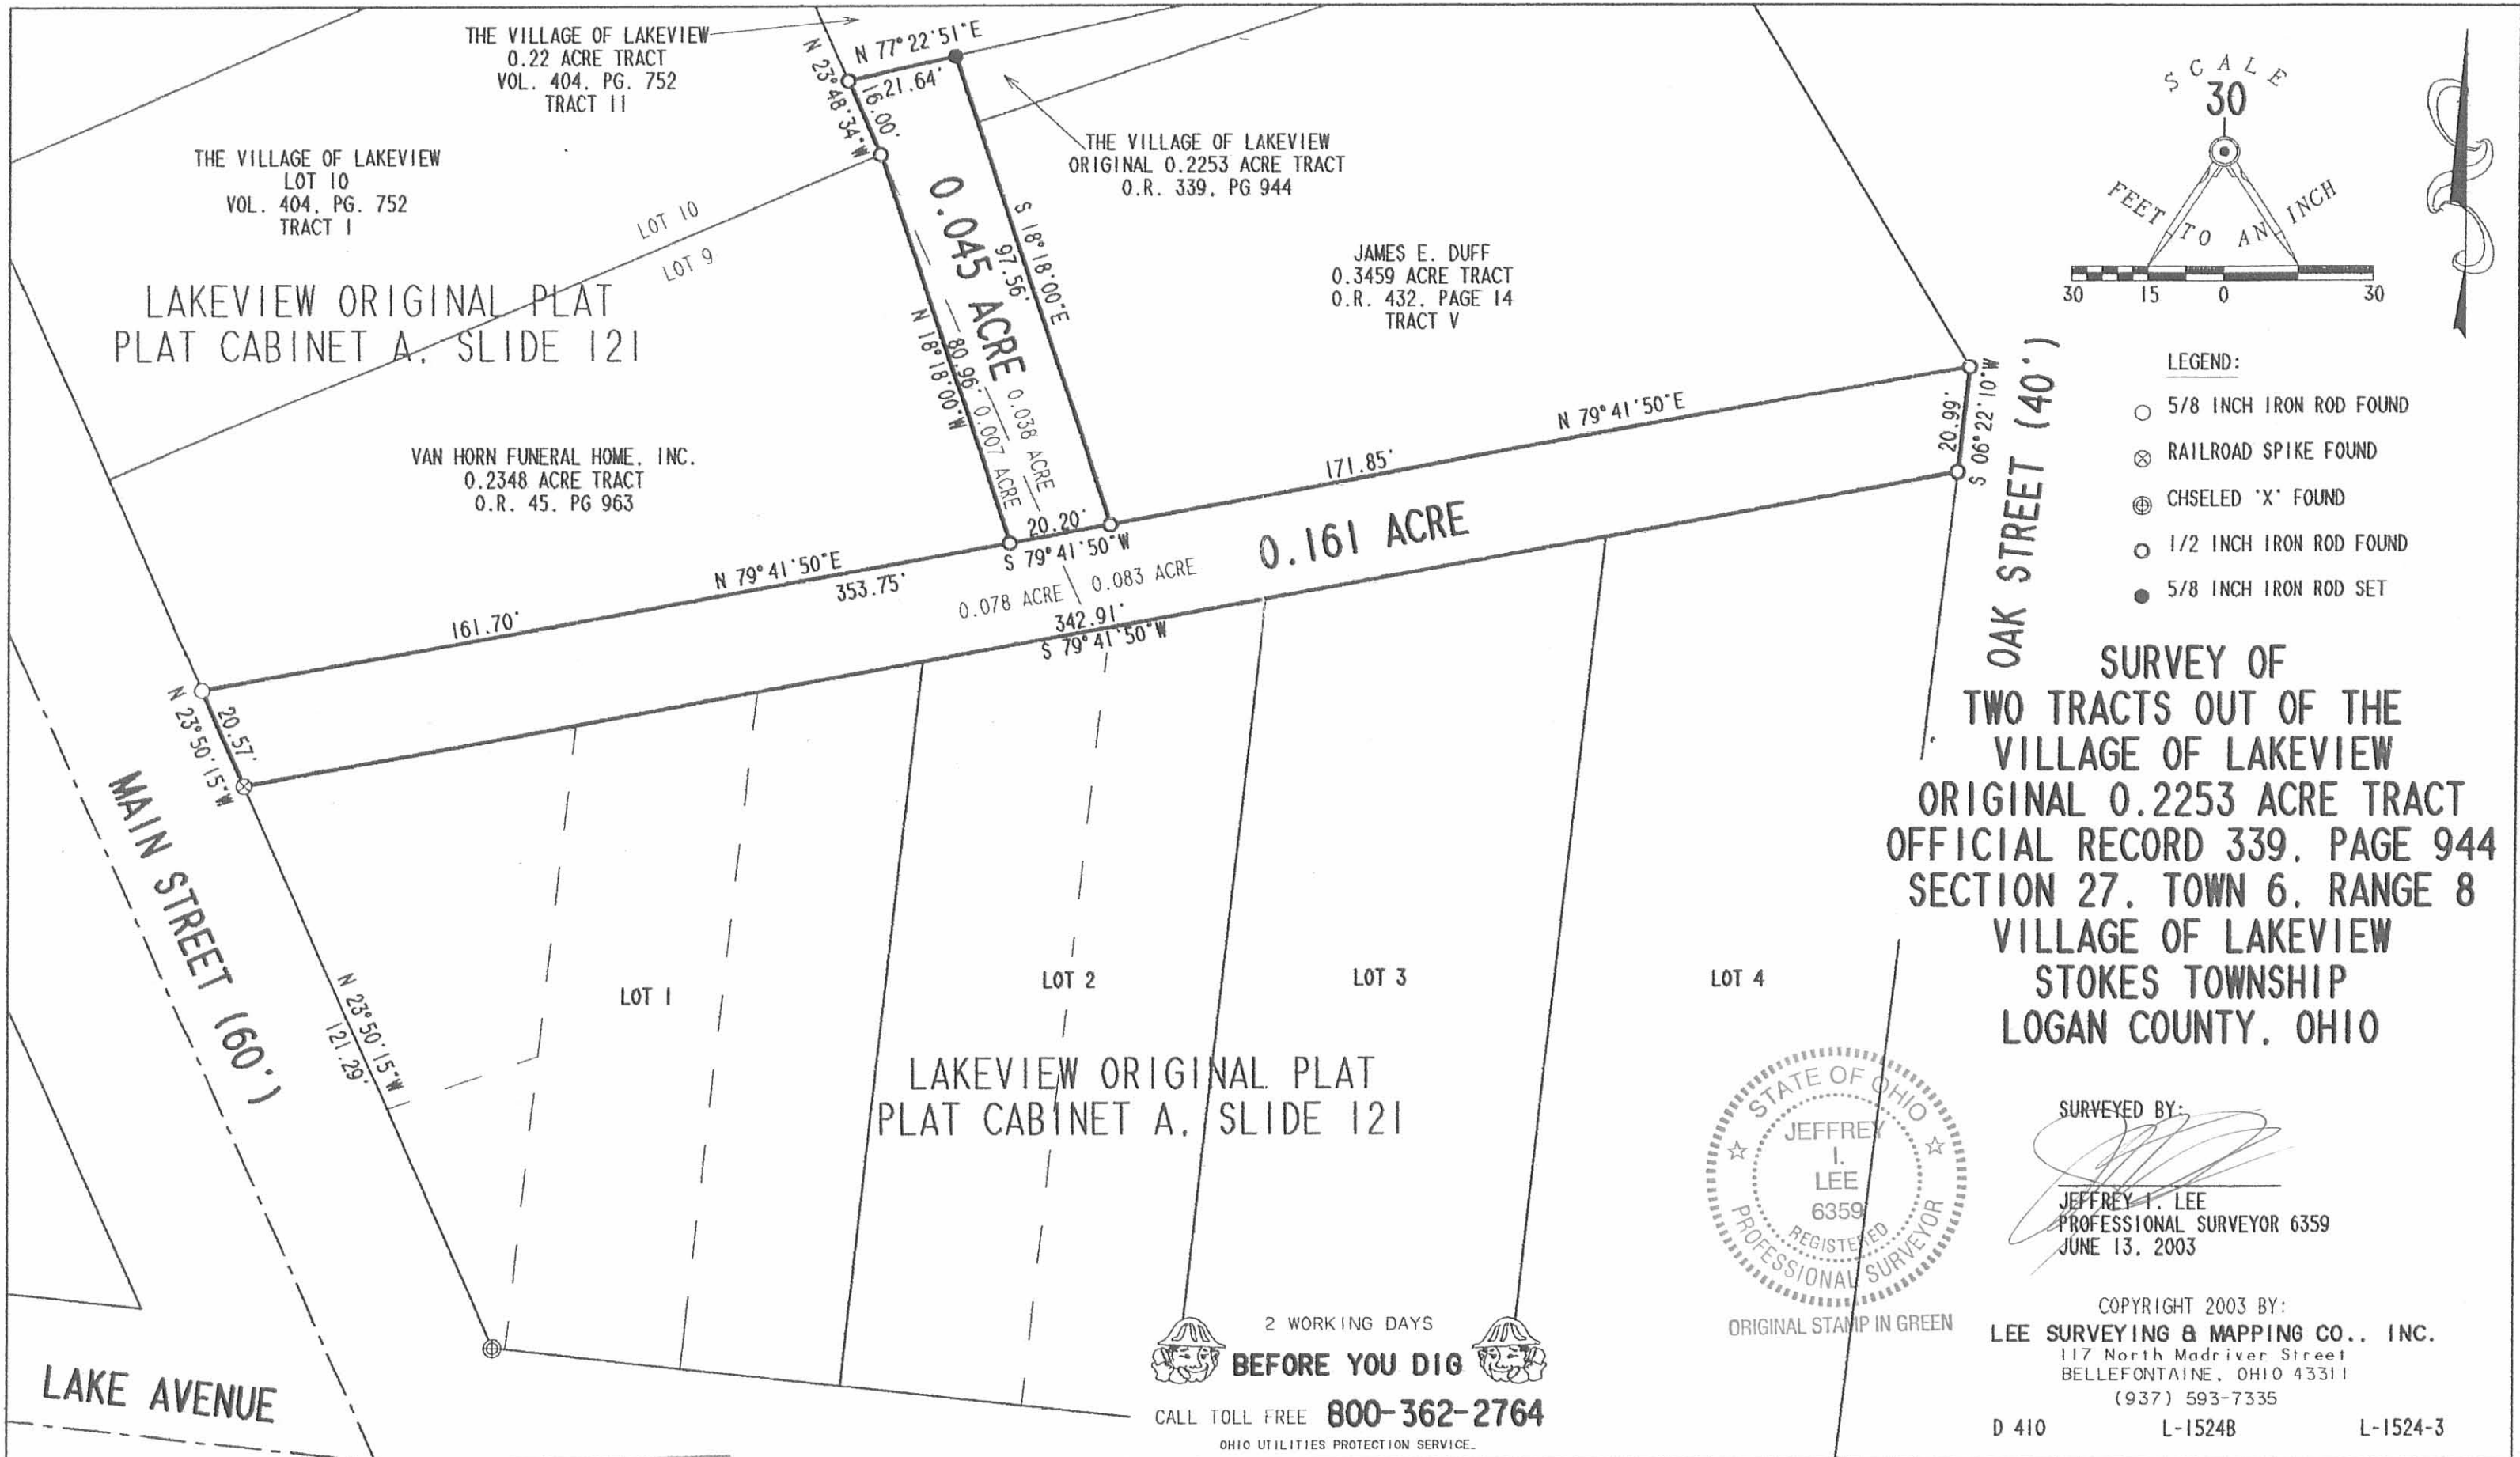 THE VILLAGE OF LAKEVIEW
0.22 ACRE TRACT
VOL. 404, PG. 752
TRACT II
N 77°22'51"E
21.64'
N 23°48'34"W
16.00'
THE VILLAGE OF LAKEVIEW
LOT 10
VOL. 404, PG. 752
TRACT I
THE VILLAGE OF LAKEVIEW
ORIGINAL 0.2253 ACRE TRACT
O.R. 339, PG 944
LOT 10
LOT 9
LAKEVIEW ORIGINAL PLAT
PLAT CABINET A, SLIDE 121
0.045 ACRE
S 18°18'00"E
97.56'
JAMES E. DUFF
0.3459 ACRE TRACT
O.R. 432, PAGE 14
TRACT V
N 18°18'00"W
80.96'
0.007 ACRE
0.038 ACRE
VAN HORN FUNERAL HOME, INC.
0.2348 ACRE TRACT
O.R. 45, PG 963
N 79°41'50"E
171.85'
20.99'
S 06°22'10"W
OAK STREET (40')
20.20'
S 79°41'50"W
0.161 ACRE
N 79°41'50"E
353.75'
161.70'
0.078 ACRE
0.083 ACRE
342.91'
S 79°41'50"W
20.57'
N 23°50'15"W
MAIN STREET (60')
N 23°50'15"W
121.29'
LOT 1
LOT 2
LOT 3
LOT 4
LAKEVIEW ORIGINAL PLAT
PLAT CABINET A, SLIDE 121
LAKE AVENUE
2 WORKING DAYS
BEFORE YOU DIG
CALL TOLL FREE 800-362-2764
OHIO UTILITIES PROTECTION SERVICE
SCALE
30
FEET TO AN INCH
30 15 0 30
LEGEND:
5/8 INCH IRON ROD FOUND
RAILROAD SPIKE FOUND
CHSELED 'X' FOUND
1/2 INCH IRON ROD FOUND
5/8 INCH IRON ROD SET
SURVEY OF
TWO TRACTS OUT OF THE
VILLAGE OF LAKEVIEW
ORIGINAL 0.2253 ACRE TRACT
OFFICIAL RECORD 339, PAGE 944
SECTION 27, TOWN 6, RANGE 8
VILLAGE OF LAKEVIEW
STOKES TOWNSHIP
LOGAN COUNTY, OHIO
STATE OF OHIO
JEFFREY
I.
LEE
6359
REGISTERED
PROFESSIONAL SURVEYOR
ORIGINAL STAMP IN GREEN
SURVEYED BY:
JEFFREY I. LEE
PROFESSIONAL SURVEYOR 6359
JUNE 13, 2003
COPYRIGHT 2003 BY:
LEE SURVEYING & MAPPING CO., INC.
117 North Madriver Street
BELLEFONTAINE, OHIO 43311
(937) 593-7335
D 410 L-1524B L-1524-3